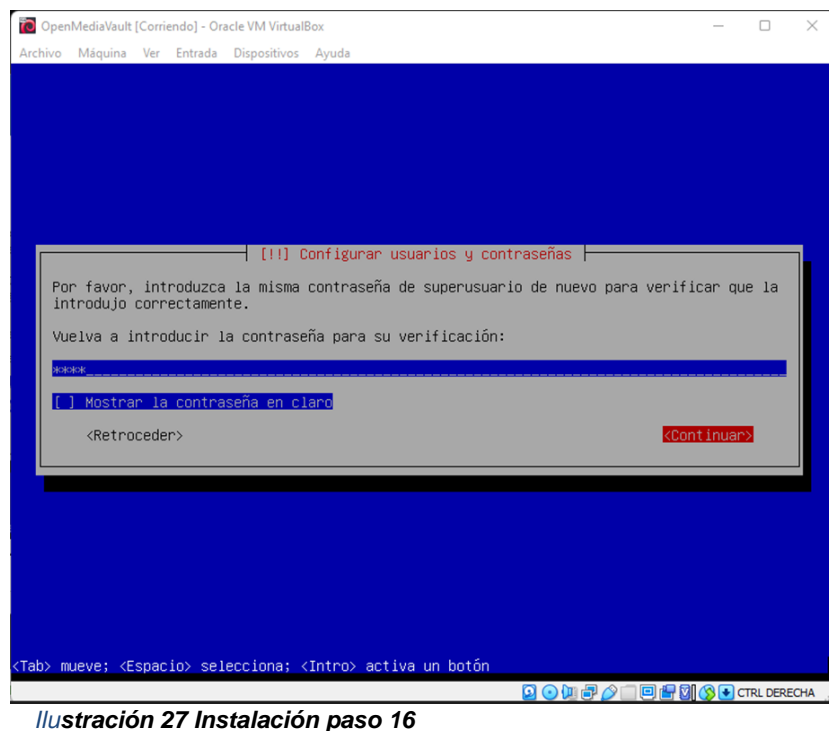 OpenMediaVault [Corriendo] - Oracle VM VirtualBox
Archivo Máquina Ver Entrada Dispositivos Ayuda
[!!] Configurar usuarios y contraseñas
Por favor, introduzca la misma contraseña de superusuario de nuevo para verificar que la
introdujo correctamente.
Vuelva a introducir la contraseña para su verificación:
****
[ ] Mostrar la contraseña en claro
<Retroceder> <Continuar>
<Tab> mueve; <Espacio> selecciona; <Intro> activa un botón
CTRL DERECHA
Ilustración 27 Instalación paso 16